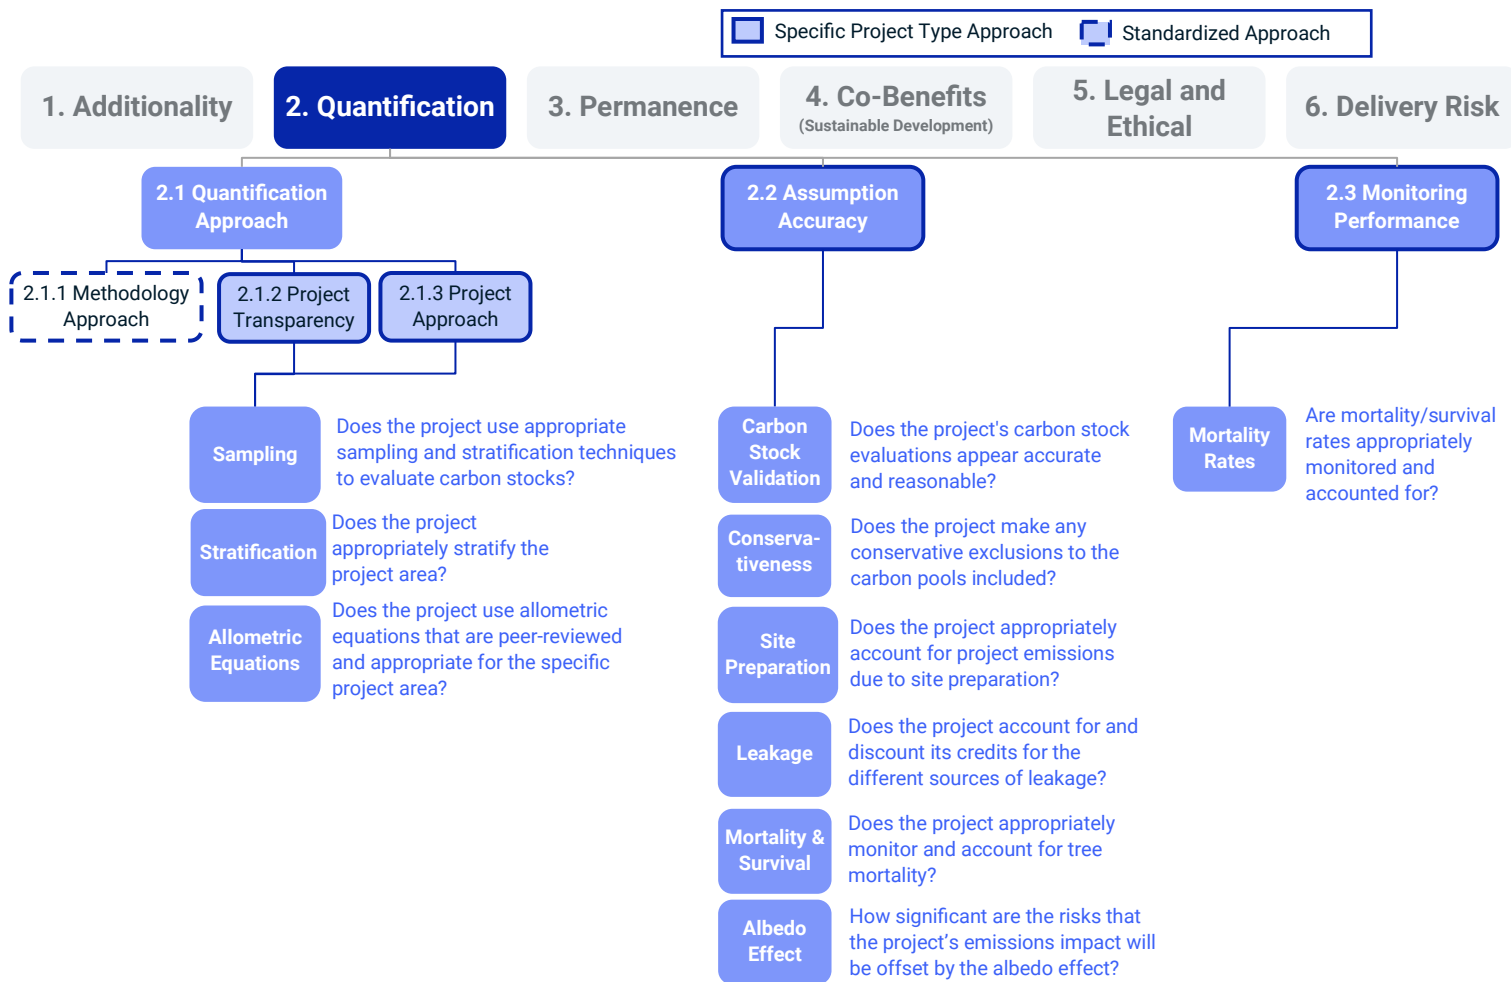 Specific Project Type Approach
Standardized Approach
1. Additionality
2. Quantification
3. Permanence
4. Co-Benefits
(Sustainable Development)
5. Legal and
Ethical
6. Delivery Risk
2.1 Quantification
Approach
2.2 Assumption
Accuracy
2.3 Monitoring
Performance
2.1.1 Methodology
Approach
2.1.2 Project
Transparency
2.1.3 Project
Approach
Sampling
Does the project use appropriate
sampling and stratification techniques
to evaluate carbon stocks?
Stratification
Does the project
appropriately stratify the
project area?
Allometric
Equations
Does the project use allometric
equations that are peer-reviewed
and appropriate for the specific
project area?
Carbon
Stock
Validation
Does the project's carbon stock
evaluations appear accurate
and reasonable?
Conserva-
tiveness
Does the project make any
conservative exclusions to the
carbon pools included?
Site
Preparation
Does the project appropriately
account for project emissions
due to site preparation?
Leakage
Does the project account for and
discount its credits for the
different sources of leakage?
Mortality &
Survival
Does the project appropriately
monitor and account for tree
mortality?
Albedo
Effect
How significant are the risks that
the project’s emissions impact will
be offset by the albedo effect?
Mortality
Rates
Are mortality/survival
rates appropriately
monitored and
accounted for?